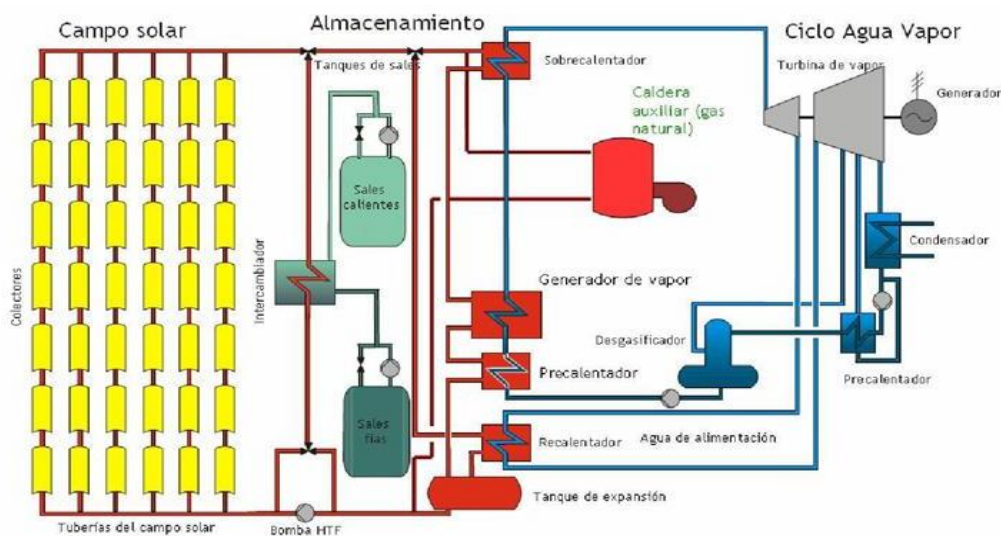 Campo solar
Almacenamiento
Ciclo Agua Vapor
Tanques de sales
Sobrecalentador
Turbina de vapor
Generador
Caldera
auxiliar (gas
natural)
Sales
calientes
Colectores
Intercambiador
Condensador
Generador de vapor
Desgasificador
Precalentador
Precalentador
Sales
fías
Recalentador
Agua de alimentación
Tanque de expansión
Tuberías del campo solar
Bomba HTF